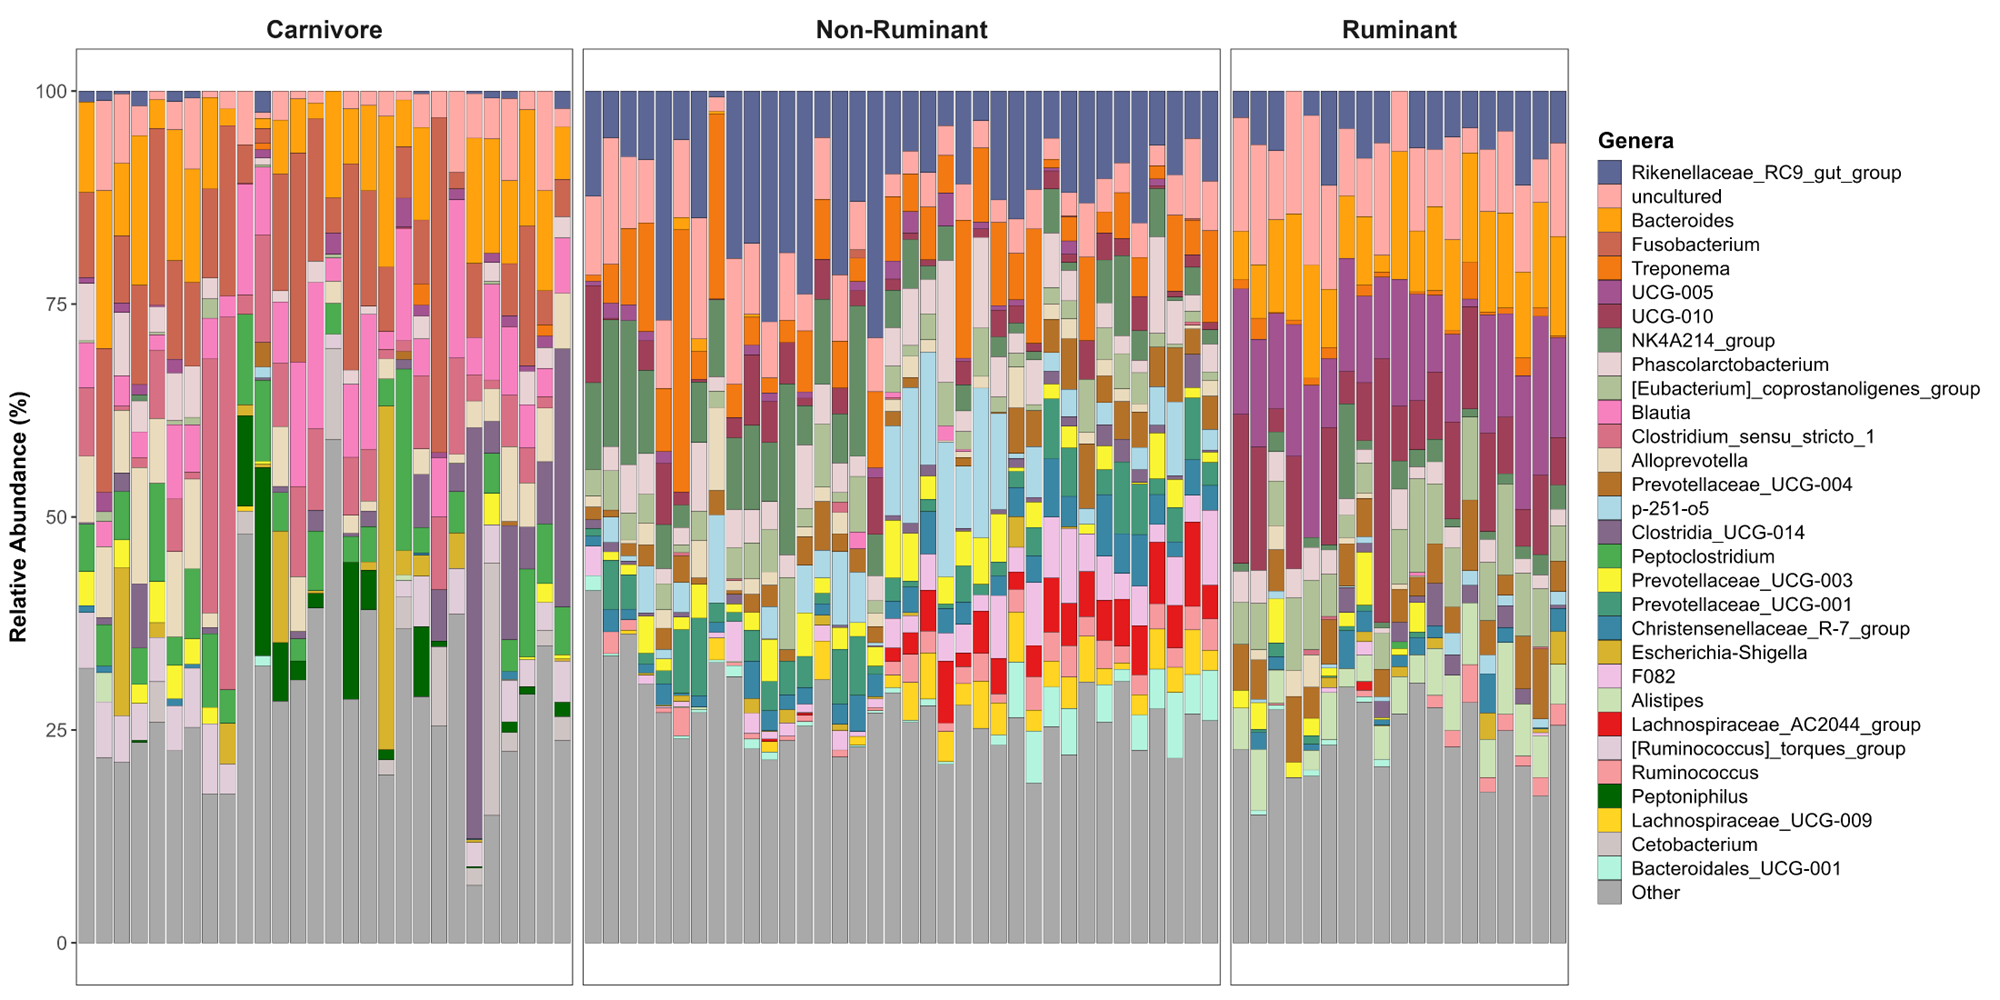 Carnivore
Non-Ruminant
Ruminant
100
75
50
25
0
Relative Abundance (%)
Genera
Rikenellaceae_RC9_gut_group
uncultured
Bacteroides
Fusobacterium
Treponema
UCG-005
UCG-010
NK4A214_group
Phascolarctobacterium
[Eubacterium]_coprostanoligenes_group
Blautia
Clostridium_sensu_stricto_1
Alloprevotella
Prevotellaceae_UCG-004
p-251-o5
Clostridia_UCG-014
Peptoclostridium
Prevotellaceae_UCG-003
Prevotellaceae_UCG-001
Christensenellaceae_R-7_group
Escherichia-Shigella
F082
Alistipes
Lachnospiraceae_AC2044_group
[Ruminococcus]_torques_group
Ruminococcus
Peptoniphilus
Lachnospiraceae_UCG-009
Cetobacterium
Bacteroidales_UCG-001
Other